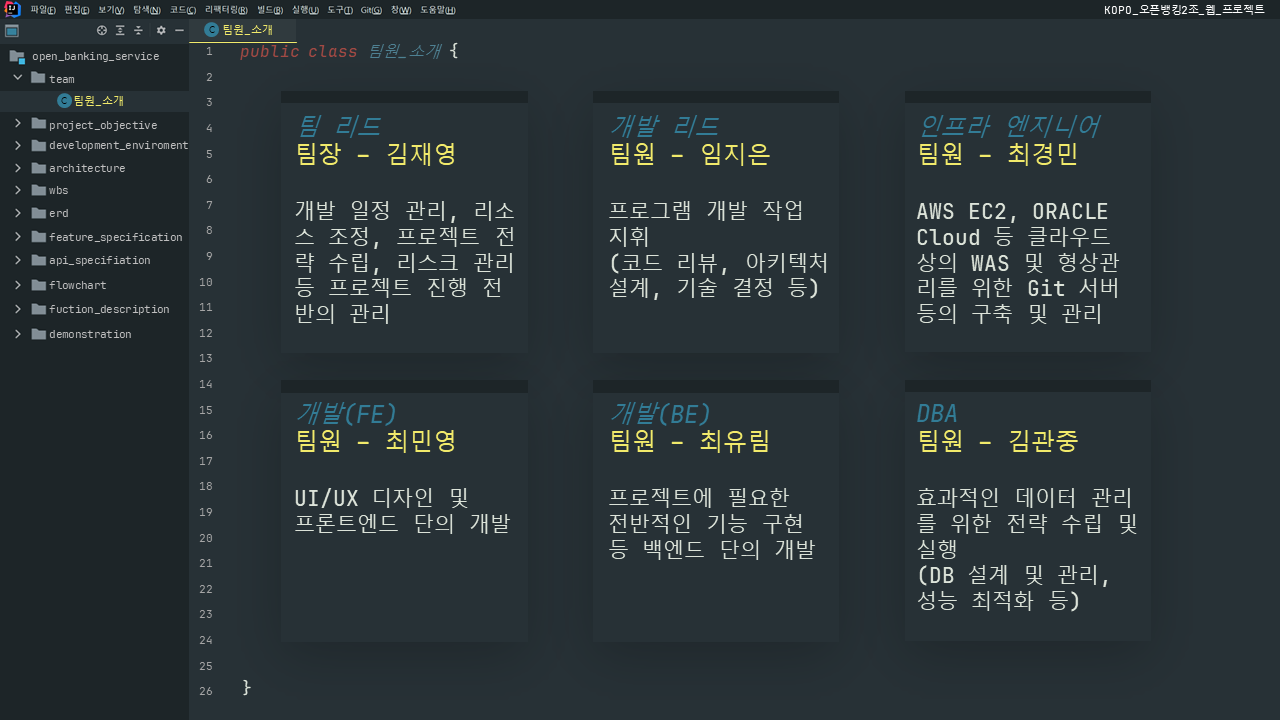 파일(F) 편집(E) 보기(V) 탐색(N) 코드(C) 리팩터링(R) 빌드(B) 실행(U) 도구(T) Git(G) 창(W) 도움말(H)
KOPO_오픈뱅킹2조_웹_프로젝트
open_banking_service
team
C 팀원_소개
project_objective
development_enviroment
architecture
wbs
erd
feature_specification
api_specifiation
flowchart
fuction_description
demonstration
C 팀원_소개
1
2
3
4
5
6
7
8
9
10
11
12
13
14
15
16
17
18
19
20
21
22
23
24
25
26
public class 팀원_소개 {
팀 리드
팀장 - 김재영
개발 일정 관리, 리소
스 조정, 프로젝트 전
략 수립, 리스크 관리
등 프로젝트 진행 전
반의 관리
개발 리드
팀원 - 임지은
프로그램 개발 작업
지휘
(코드 리뷰, 아키텍처
설계, 기술 결정 등)
인프라 엔지니어
팀원 - 최경민
AWS EC2, ORACLE
Cloud 등 클라우드
상의 WAS 및 형상관
리를 위한 Git 서버
등의 구축 및 관리
개발(FE)
팀원 - 최민영
UI/UX 디자인 및
프론트엔드 단의 개발
개발(BE)
팀원 - 최유림
프로젝트에 필요한
전반적인 기능 구현
등 백엔드 단의 개발
DBA
팀원 - 김관중
효과적인 데이터 관리
를 위한 전략 수립 및
실행
(DB 설계 및 관리,
성능 최적화 등)
}